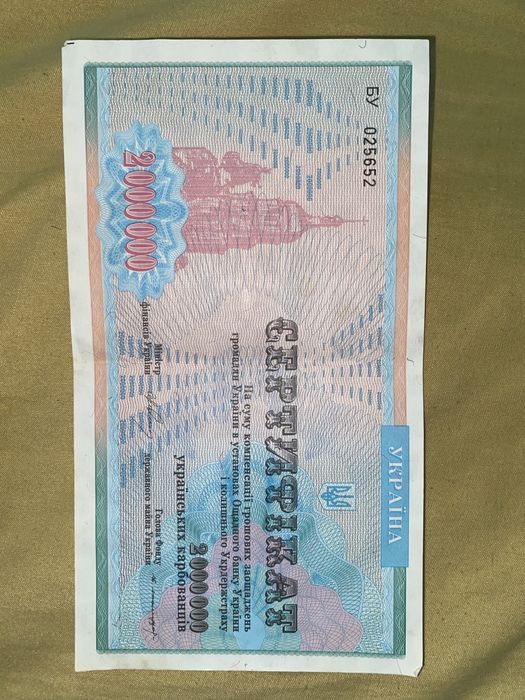 УКРАЇНА
БУ 025652
СЕРТИФІКАТ
На суму компенсації грошових заощаджень
громадян України в установах Ощадного банку України
і колишнього Укрдержстраху
2000000
українських карбованців
2000000
Міністр
фінансів України
Голова Фонду
державного майна України